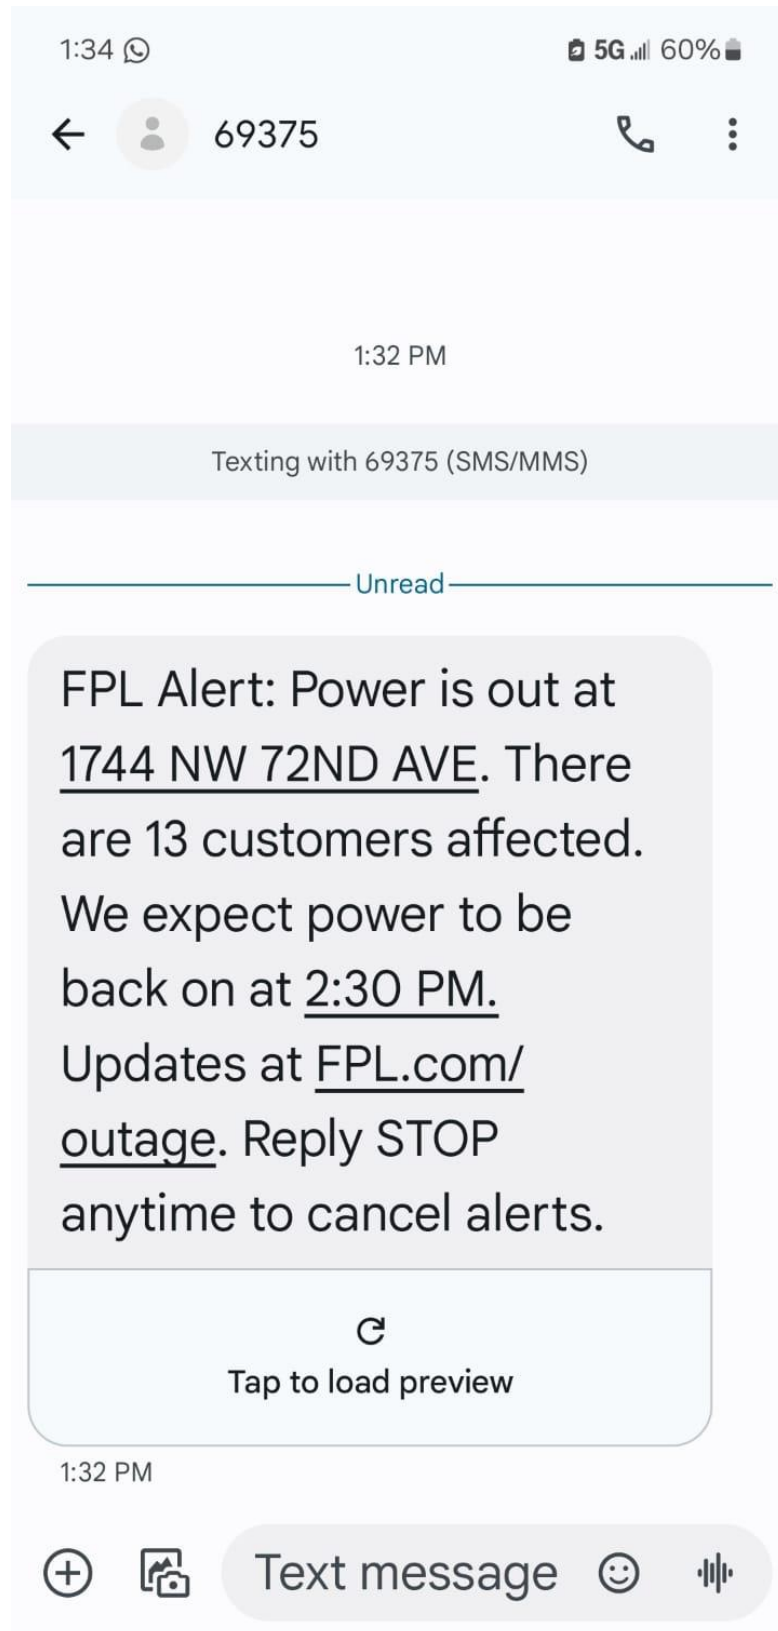 1:34 5G 60%
69375
1:32 PM
Texting with 69375 (SMS/MMS)
Unread
FPL Alert: Power is out at
1744 NW 72ND AVE. There
are 13 customers affected.
We expect power to be
back on at 2:30 PM.
Updates at FPL.com/
outage. Reply STOP
anytime to cancel alerts.
Tap to load preview
1:32 PM
Text message